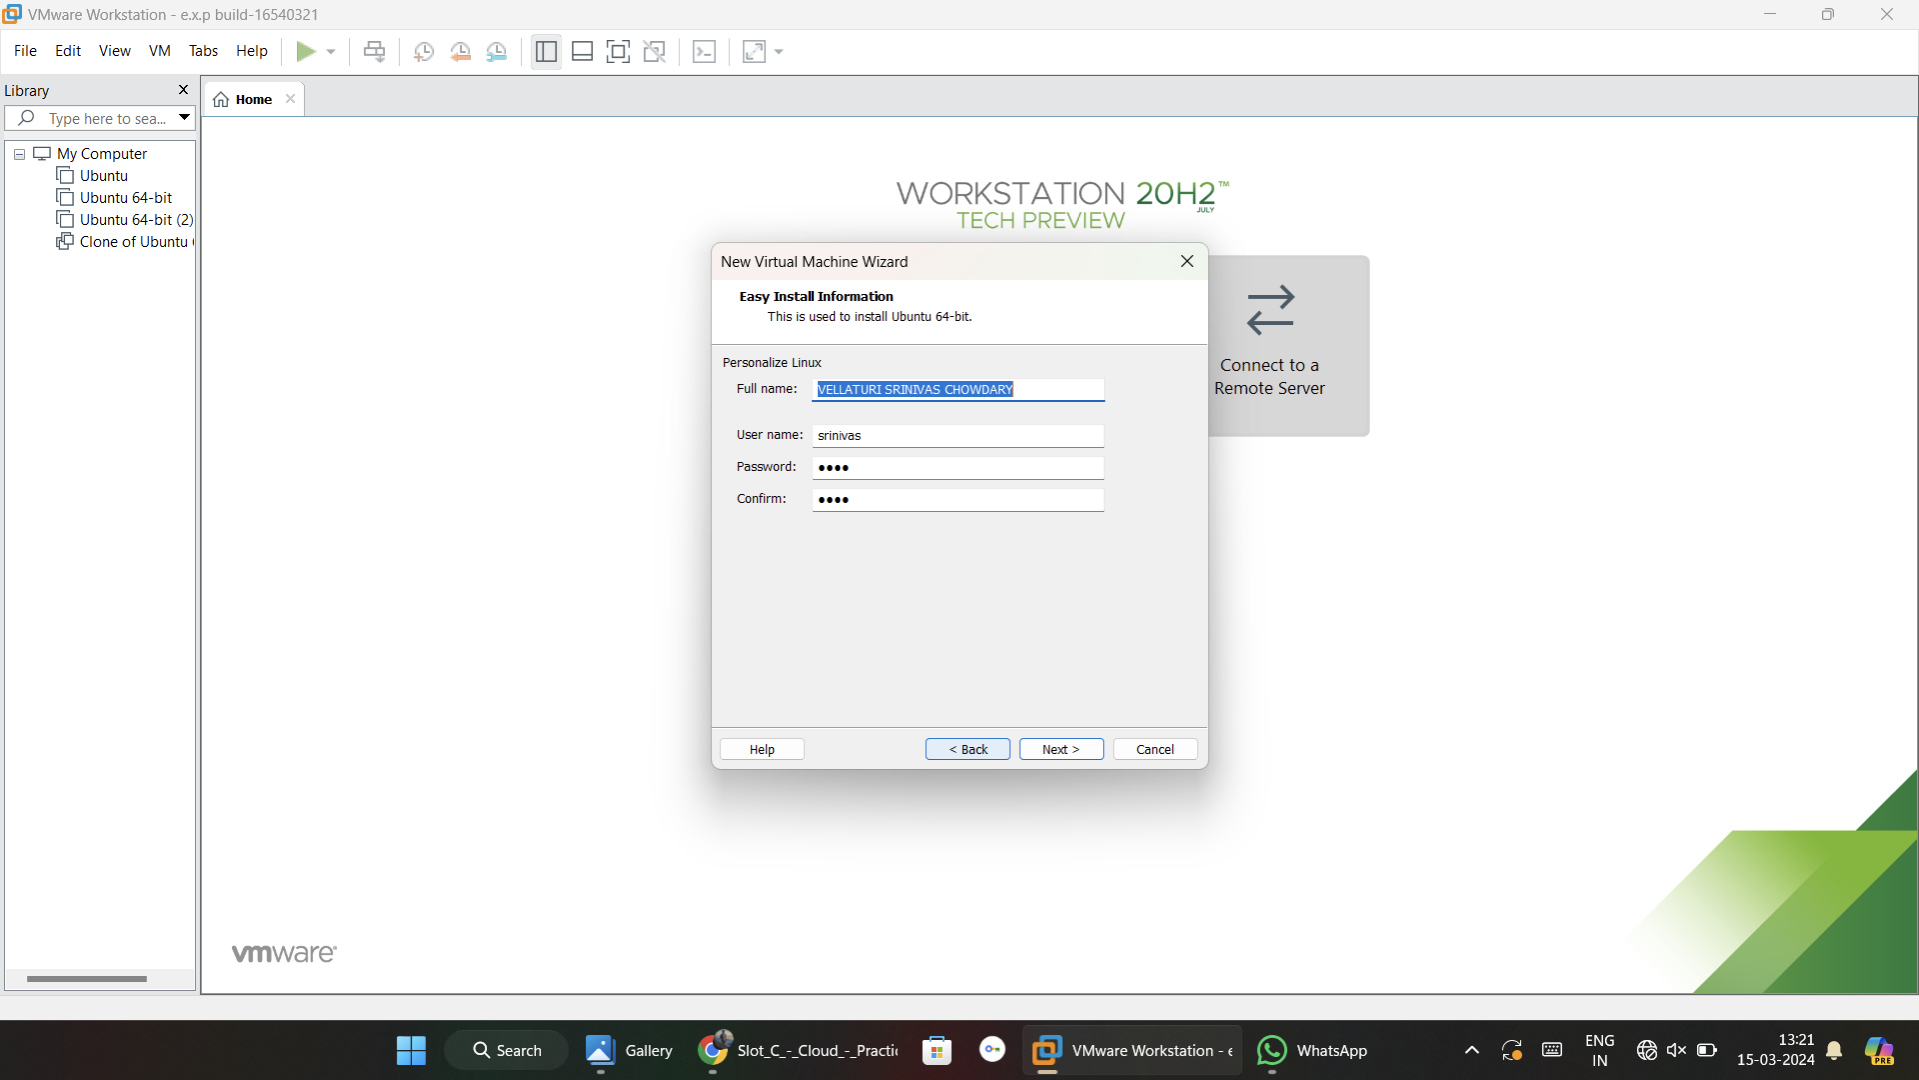 VMware Workstation - e.x.p build-16540321
File Edit View VM Tabs Help
Library
Home
Type here to sea...
My Computer
Ubuntu
Ubuntu 64-bit
Ubuntu 64-bit (2)
Clone of Ubuntu
WORKSTATION 20H2™
JULY
TECH PREVIEW
New Virtual Machine Wizard
Easy Install Information
This is used to install Ubuntu 64-bit.
Personalize Linux
Full name: VELLATURI SRINIVAS CHOWDARY
User name: srinivas
Password: ●●●●
Confirm: ●●●●
Help < Back Next > Cancel
Connect to a
Remote Server
vmware®
Search Gallery Slot_C_-_Cloud_-_Practi VMware Workstation - e WhatsApp
ENG
IN
13:21
15-03-2024
PRE